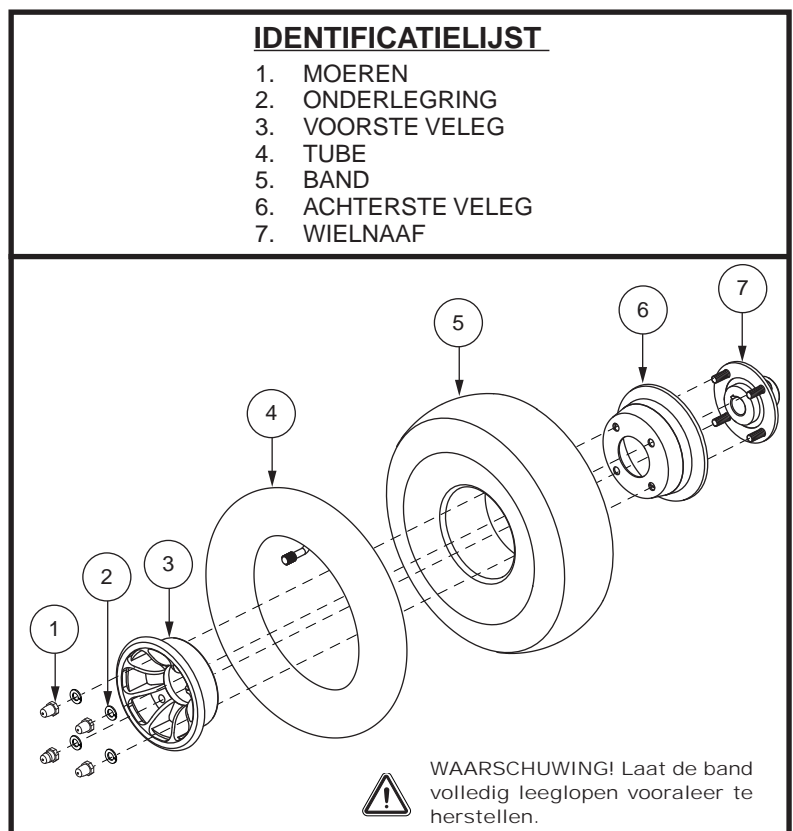 IDENTIFICATIELIJST
1. MOEREN
2. ONDERLEGRING
3. VOORSTE VELEG
4. TUBE
5. BAND
6. ACHTERSTE VELEG
7. WIELNAAF
7
6
5
4
3
2
1
WAARSCHUWING! Laat de band
volledig leeglopen vooraleer te
herstellen.